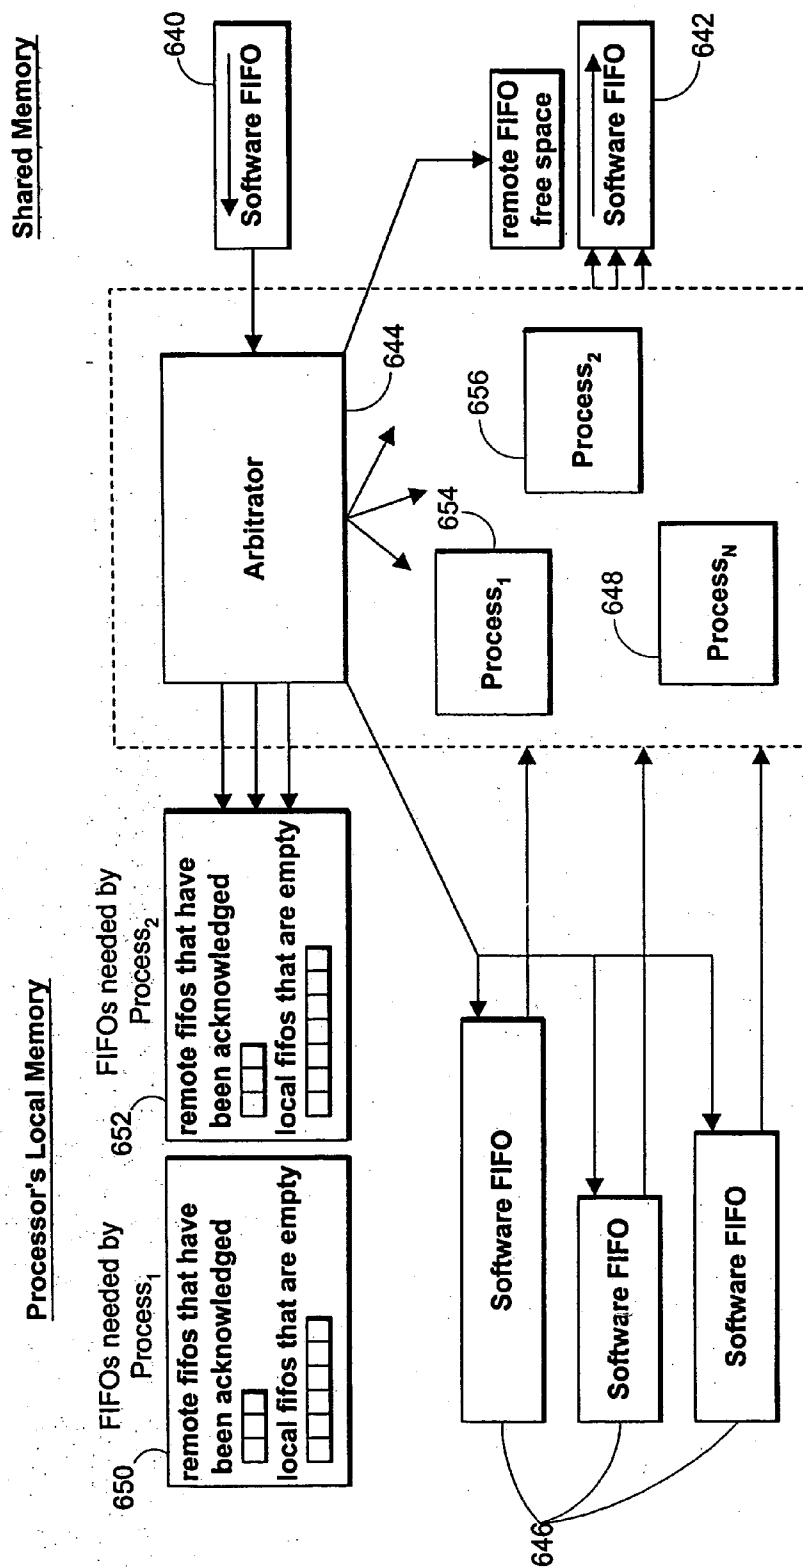 Processor's Local Memory
Shared Memory
FIFOs needed by
Process1
650
remote fifos that have
been acknowledged
local fifos that are empty
FIFOs needed by
Process2
652
remote fifos that have
been acknowledged
local fifos that are empty
Arbitrator
644
640
Software FIFO
remote FIFO
free space
Software FIFO
642
Process1
654
Process2
656
ProcessN
648
Software FIFO
Software FIFO
Software FIFO
646